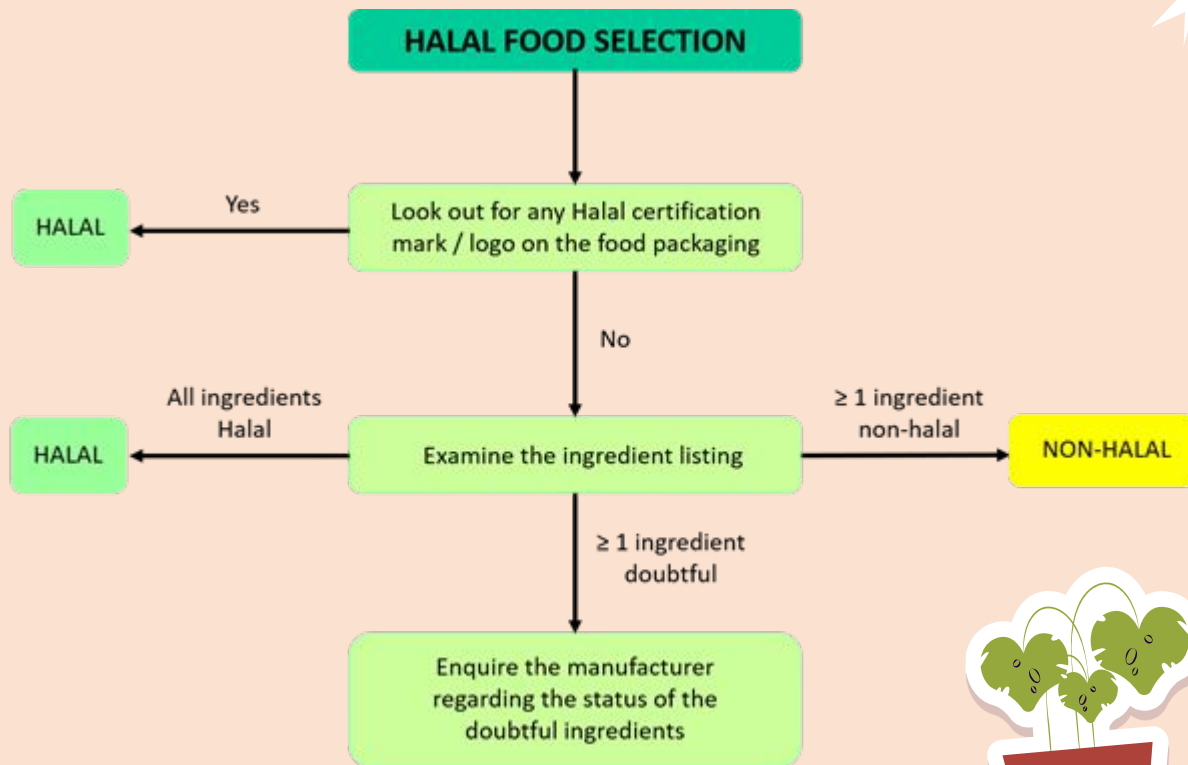 HALAL FOOD SELECTION
Yes
HALAL
Look out for any Halal certification
mark / logo on the food packaging
No
All ingredients
Halal
≥ 1 ingredient
non-halal
HALAL
Examine the ingredient listing
NON-HALAL
≥ 1 ingredient
doubtful
Enquire the manufacturer
regarding the status of the
doubtful ingredients